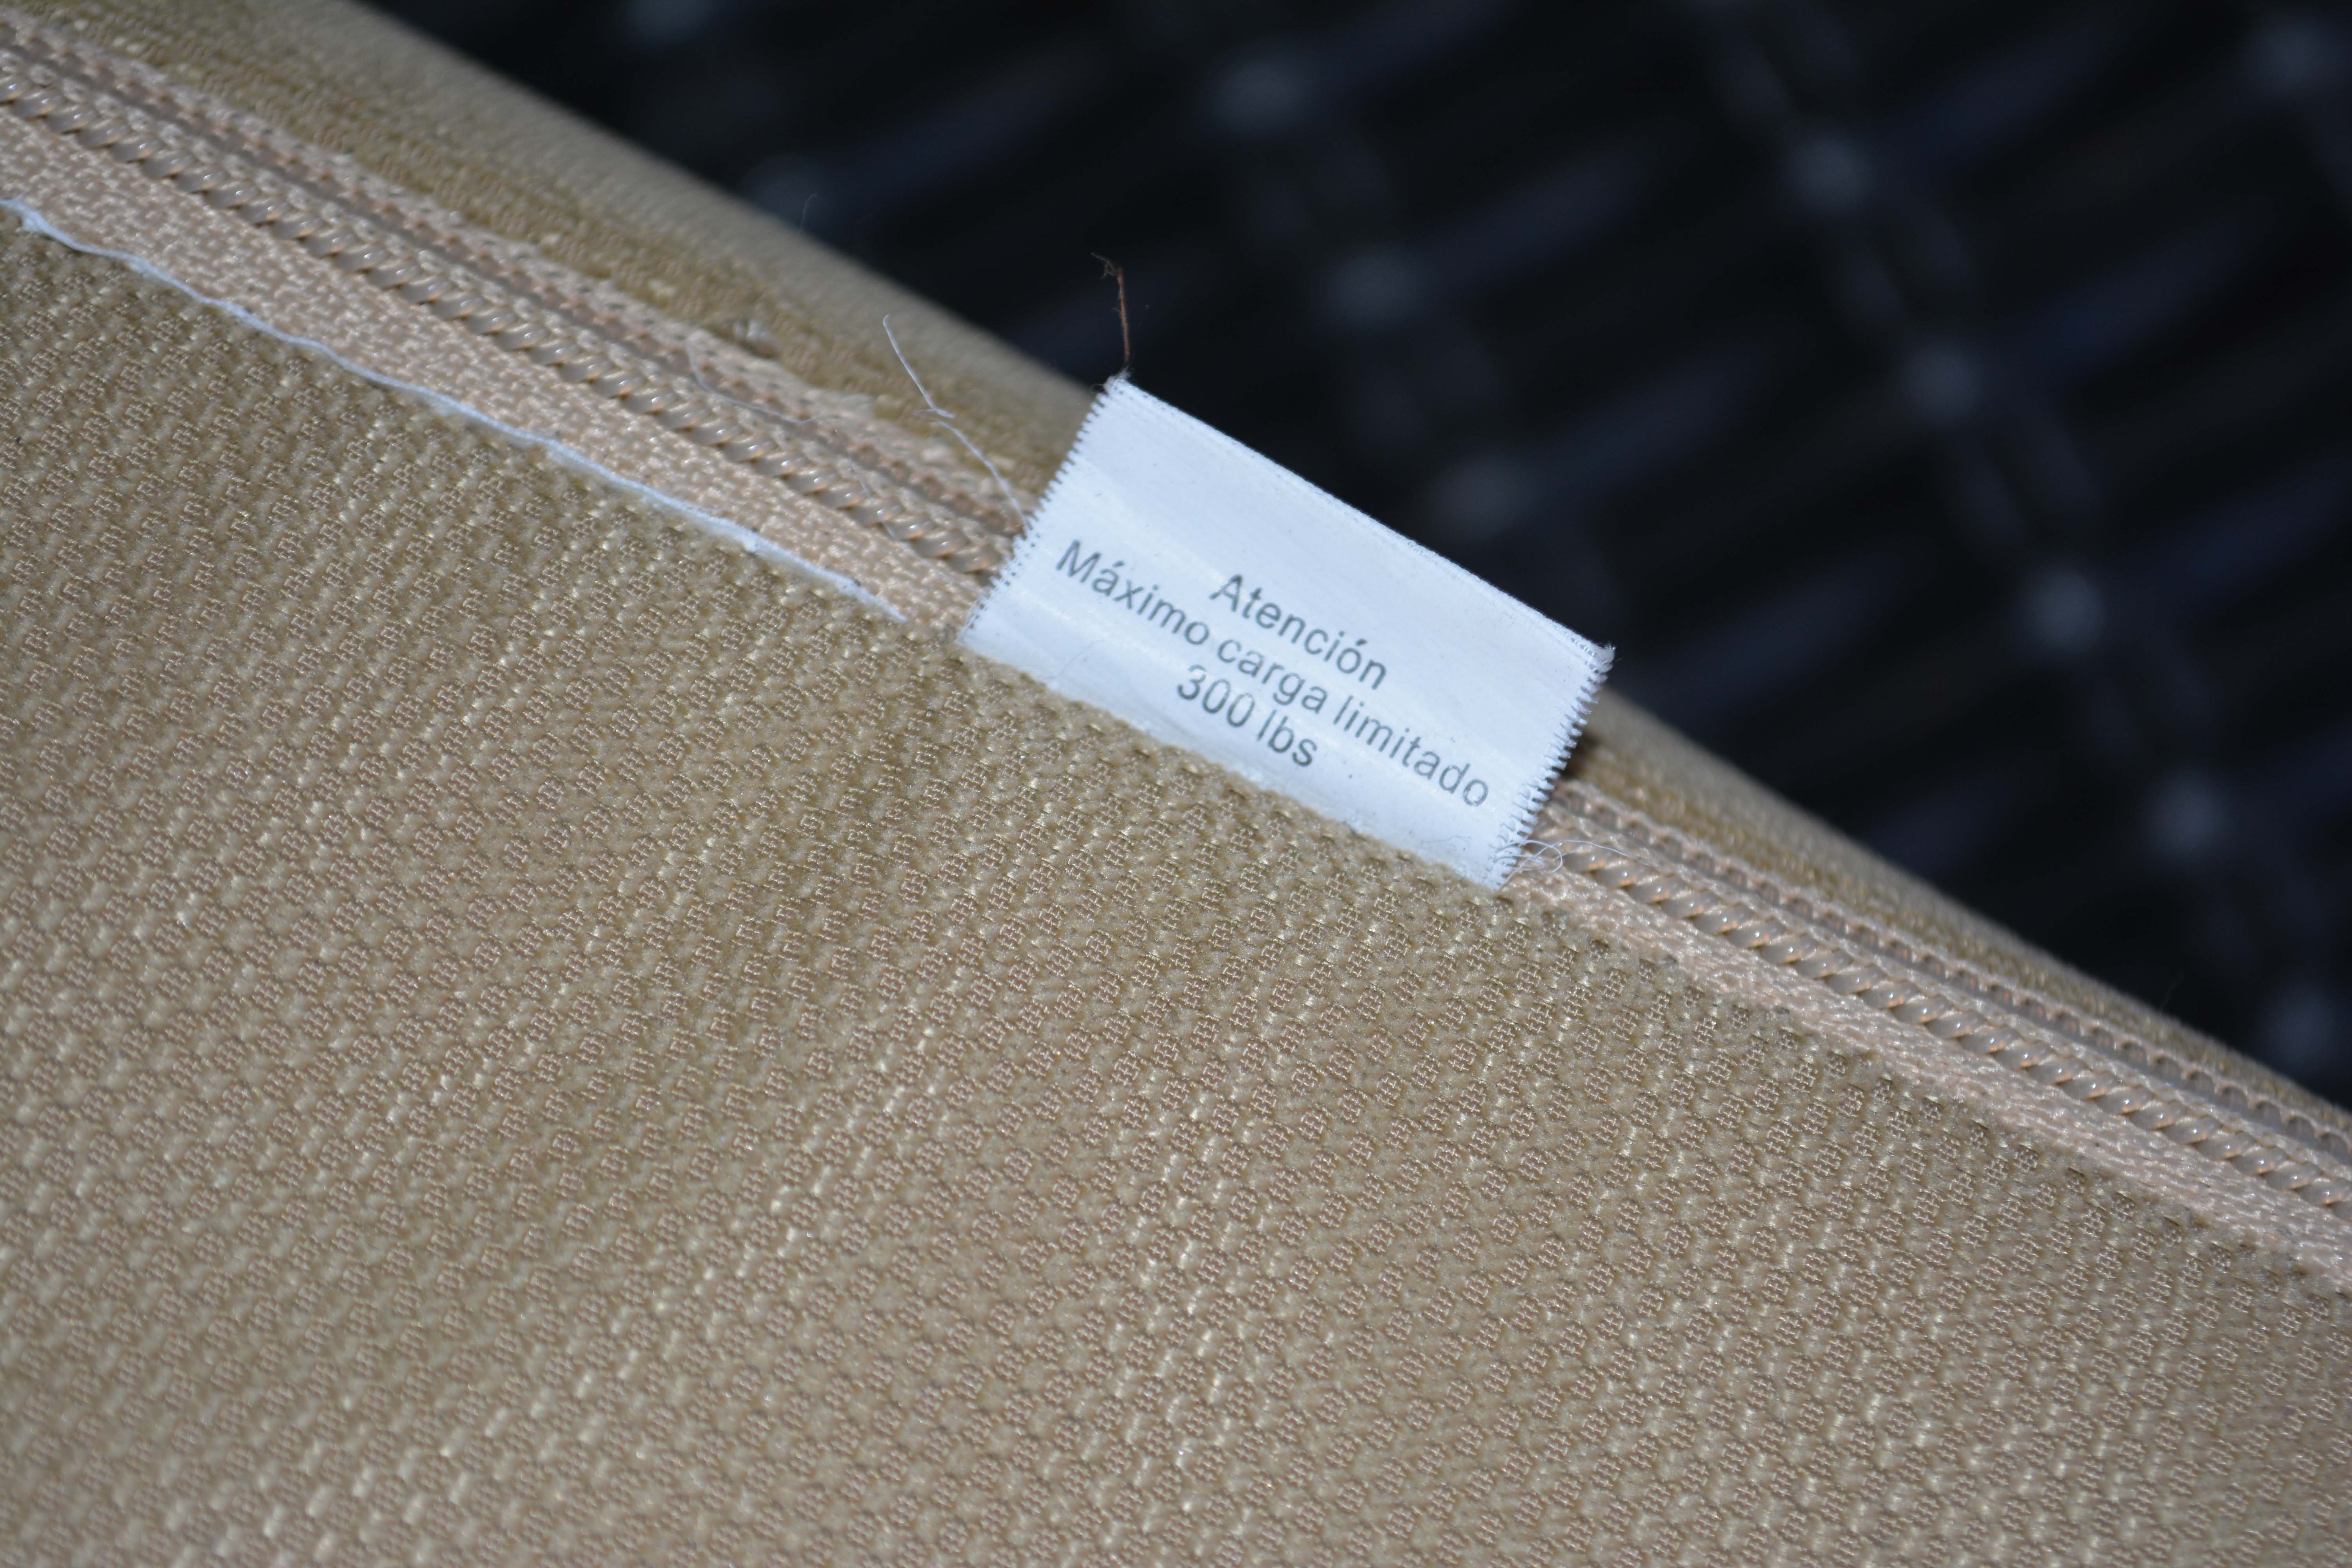 Atención
Máximo carga limitado
300 lbs